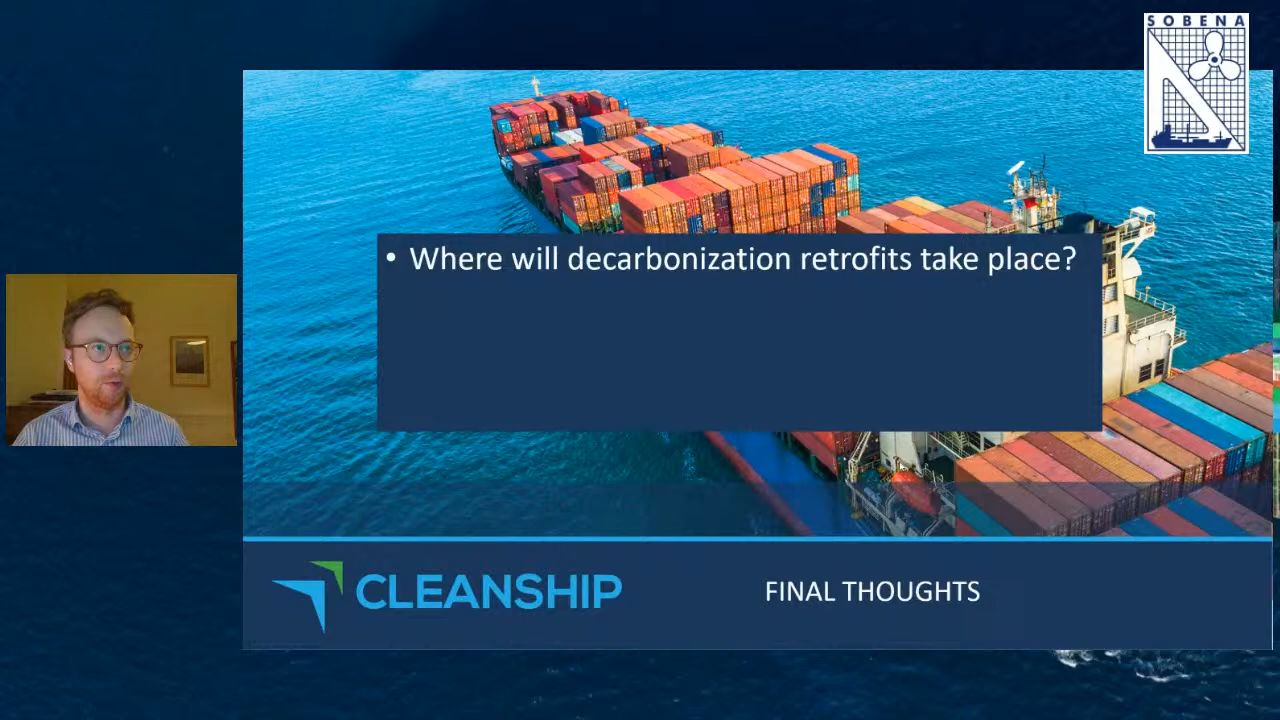 SOBENA
• Where will decarbonization retrofits take place?
CLEANSHIP
FINAL THOUGHTS